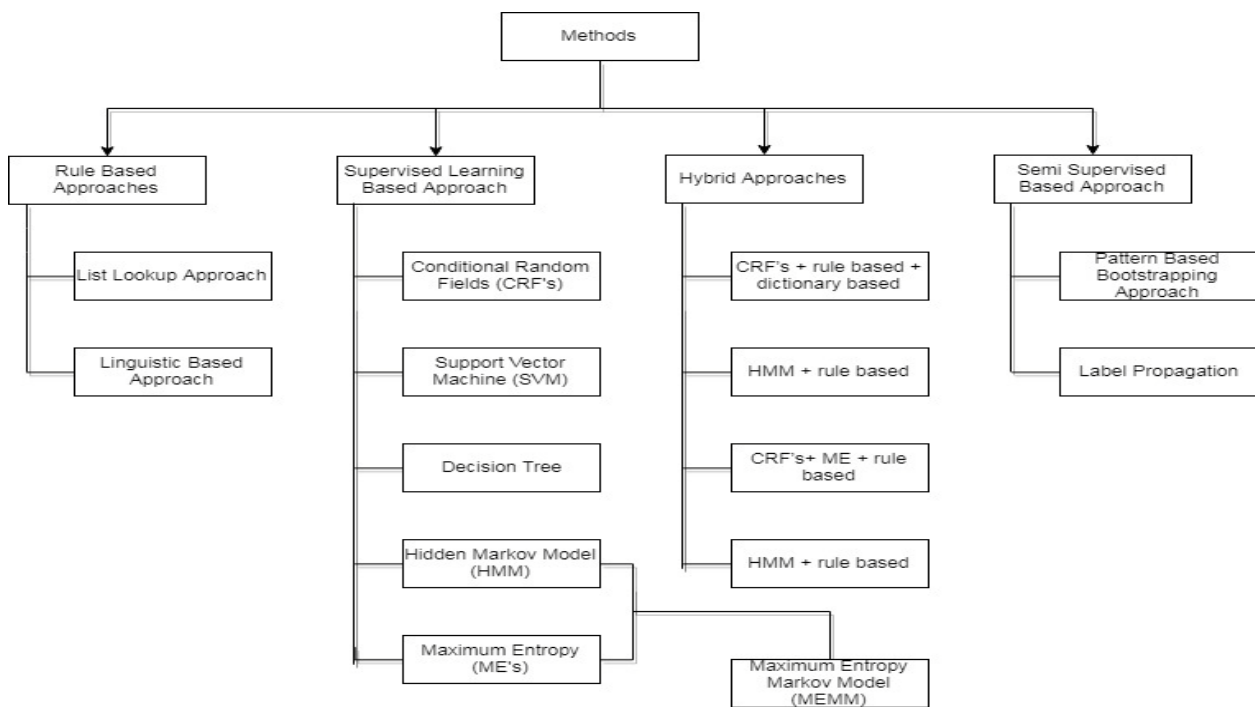 Methods
Rule Based
Approaches
Supervised Learning
Based Approach
Hybrid Approaches
Semi Supervised
Based Approach
List Lookup Approach
Conditional Random
Fields (CRF's)
CRF's + rule based +
dictionary based
Pattern Based
Bootstrapping
Approach
Linguistic Based
Approach
Support Vector
Machine (SVM)
HMM + rule based
Label Propagation
Decision Tree
CRF's+ ME + rule
based
Hidden Markov Model
(HMM)
HMM + rule based
Maximum Entropy
(ME's)
Maximum Entropy
Markov Model
(MEMM)